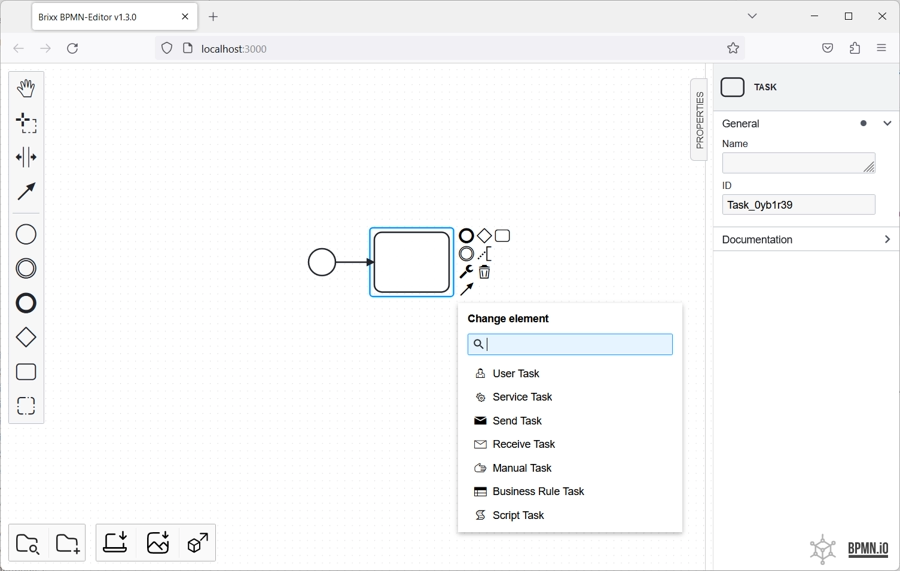 Brixx BPMN-Editor v1.3.0
localhost:3000
PROPERTIES
TASK
General
Name
ID
Task_0yb1r39
Documentation
Change element
User Task
Service Task
Send Task
Receive Task
Manual Task
Business Rule Task
Script Task
BPMN.iO